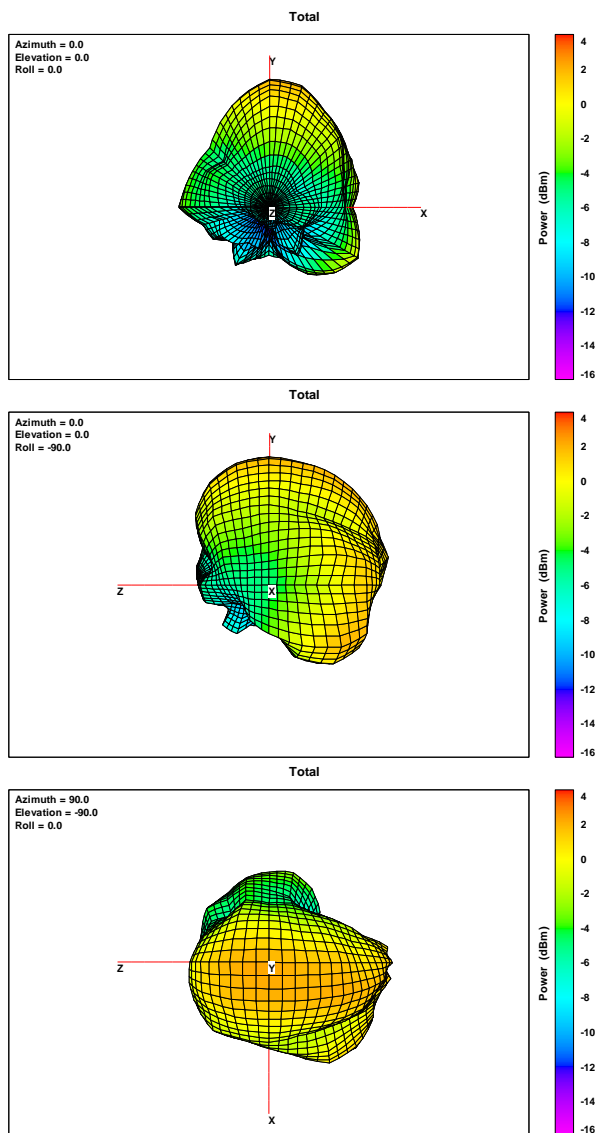 Total
Azimuth = 0.0
Elevation = 0.0
Roll = 0.0
Y
Z
X
4
2
0
-2
-4
-6
-8
-10
-12
-14
-16
Power (dBm)
Total
Azimuth = 0.0
Elevation = 0.0
Roll = -90.0
Y
Z
X
4
2
0
-2
-4
-6
-8
-10
-12
-14
-16
Power (dBm)
Total
Azimuth = 90.0
Elevation = -90.0
Roll = 0.0
Z
Y
X
4
2
0
-2
-4
-6
-8
-10
-12
-14
-16
Power (dBm)